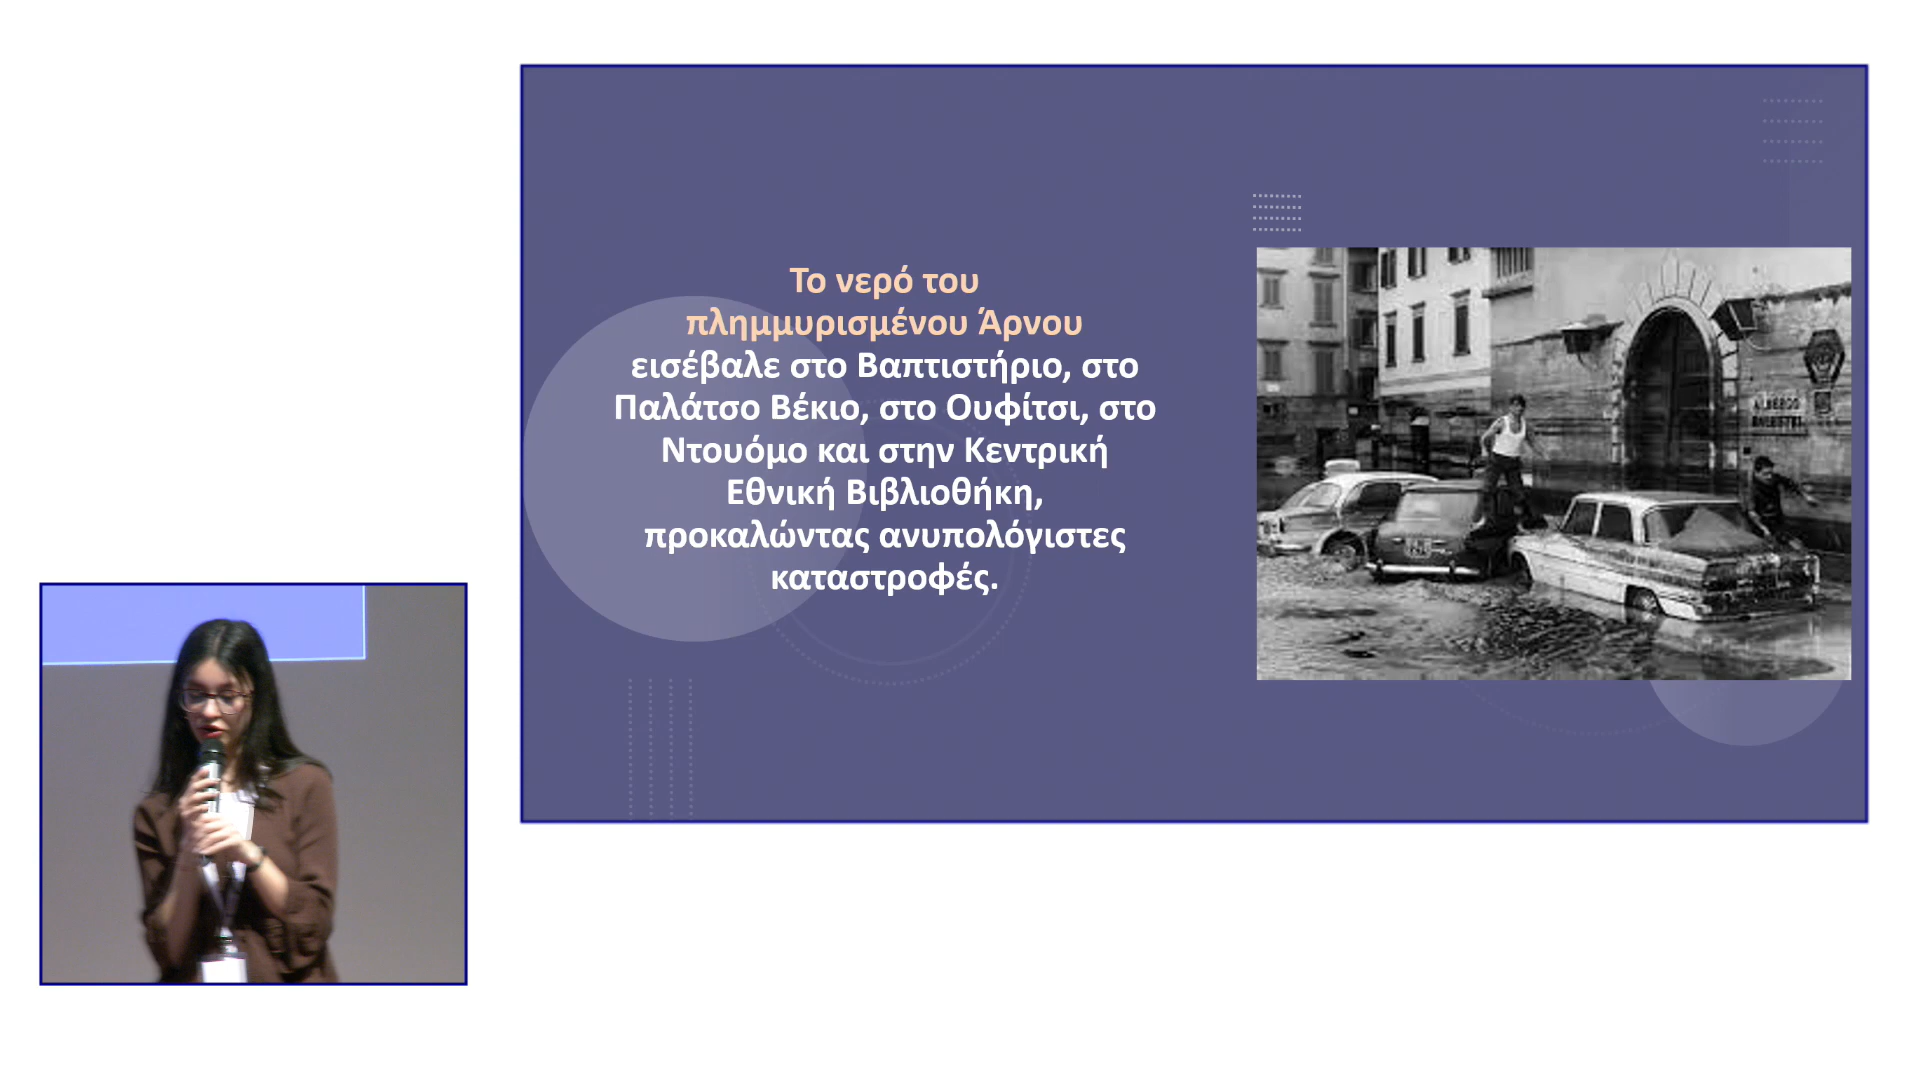 Το νερό του
πλημμυρισμένου Άρνου
εισέβαλε στο Βαπτιστήριο, στο
Παλάτσο Βέκιο, στο Ουφίτσι, στο
Ντουόμο και στην Κεντρική
Εθνική Βιβλιοθήκη,
προκαλώντας ανυπολόγιστες
καταστροφές.